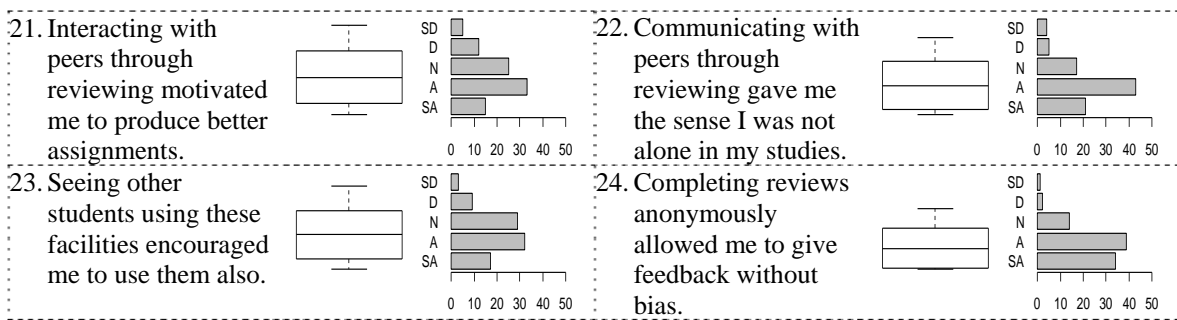 21. Interacting with
peers through
reviewing motivated
me to produce better
assignments.
SD
D
N
A
SA
0 10 20 30 40 50
22. Communicating with
peers through
reviewing gave me
the sense I was not
alone in my studies.
SD
D
N
A
SA
0 10 20 30 40 50
23. Seeing other
students using these
facilities encouraged
me to use them also.
SD
D
N
A
SA
0 10 20 30 40 50
24. Completing reviews
anonymously
allowed me to give
feedback without
bias.
SD
D
N
A
SA
0 10 20 30 40 50